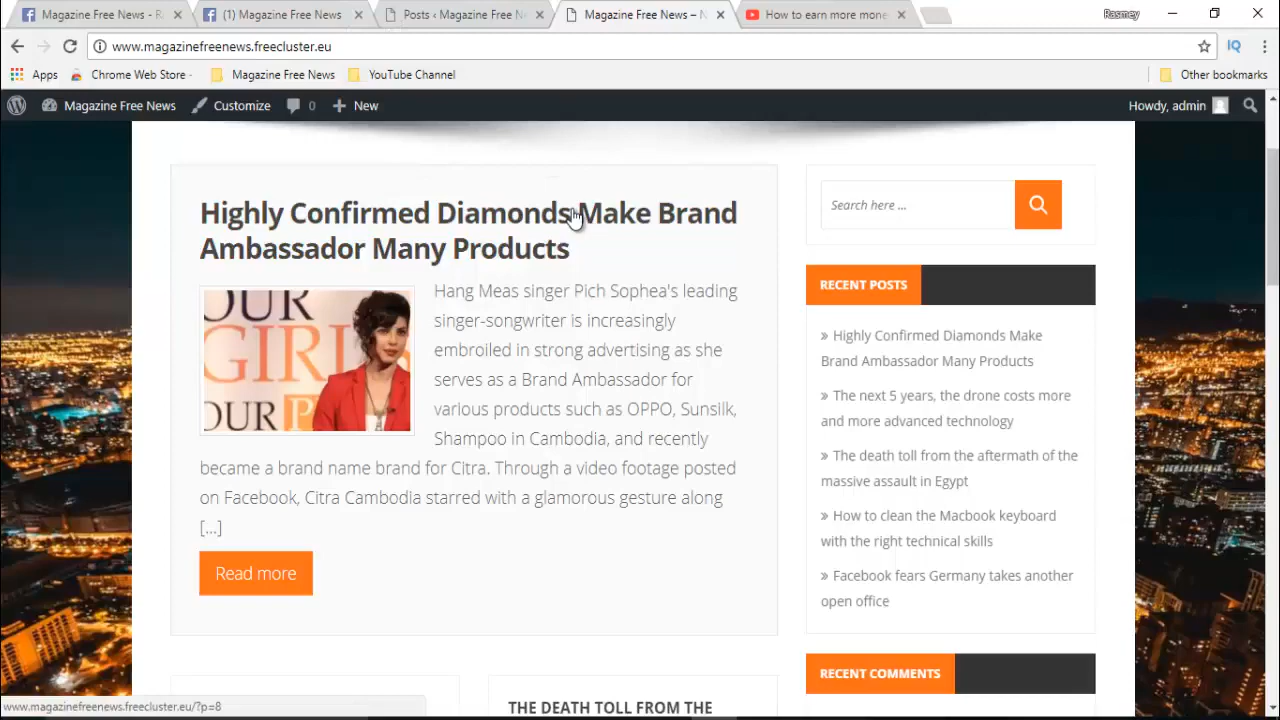 Magazine Free News - R
(1) Magazine Free News
Posts ‹ Magazine Free N
Magazine Free News – N
How to earn more mone
Rasmey
www.magazinefreenews.freecluster.eu
IQ
Apps
Chrome Web Store -
Magazine Free News
YouTube Channel
Other bookmarks
Magazine Free News
Customize
0
New
Howdy, admin
Highly Confirmed Diamonds Make Brand
Ambassador Many Products
OUR
GIRL
OUR P
Hang Meas singer Pich Sophea's leading
singer-songwriter is increasingly
embroiled in strong advertising as she
serves as a Brand Ambassador for
various products such as OPPO, Sunsilk,
Shampoo in Cambodia, and recently
became a brand name brand for Citra. Through a video footage posted
on Facebook, Citra Cambodia starred with a glamorous gesture along
[...]
Read more
Search here ...
RECENT POSTS
» Highly Confirmed Diamonds Make
Brand Ambassador Many Products
» The next 5 years, the drone costs more
and more advanced technology
» The death toll from the aftermath of the
massive assault in Egypt
» How to clean the Macbook keyboard
with the right technical skills
» Facebook fears Germany takes another
open office
RECENT COMMENTS
THE DEATH TOLL FROM THE
www.magazinefreenews.freecluster.eu/?p=8